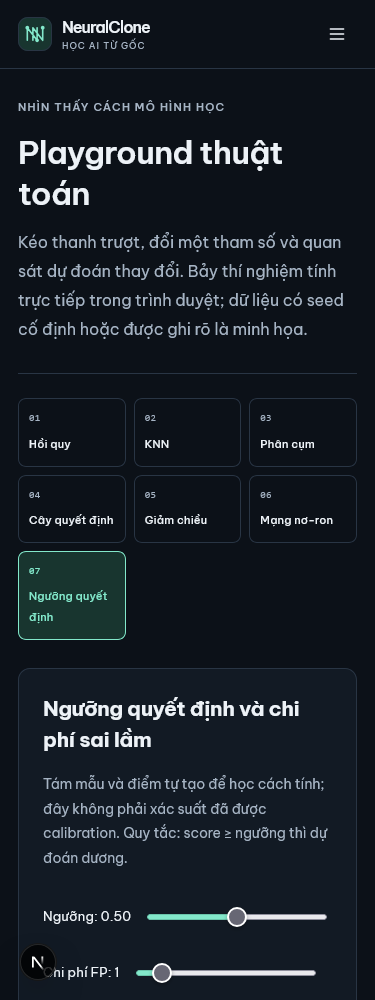 NeuralClone
HỌC AI TỪ GỐC
NHÌN THẤY CÁCH MÔ HÌNH HỌC
Playground thuật
toán
Kéo thanh trượt, đổi một tham số và quan
sát dự đoán thay đổi. Bảy thí nghiệm tính
trực tiếp trong trình duyệt; dữ liệu có seed
cố định hoặc được ghi rõ là minh họa.
01
02
03
Hồi quy
KNN
Phân cụm
04
05
06
Cây quyết định
Giảm chiều
Mạng nơ-ron
07
Ngưỡng quyết
định
Ngưỡng quyết định và chi
phí sai lầm
Tám mẫu và điểm tự tạo để học cách tính;
đây không phải xác suất đã được
calibration. Quy tắc: score ≥ ngưỡng thì dự
đoán dương.
Ngưỡng: 0.50
N
Chi phí FP: 1